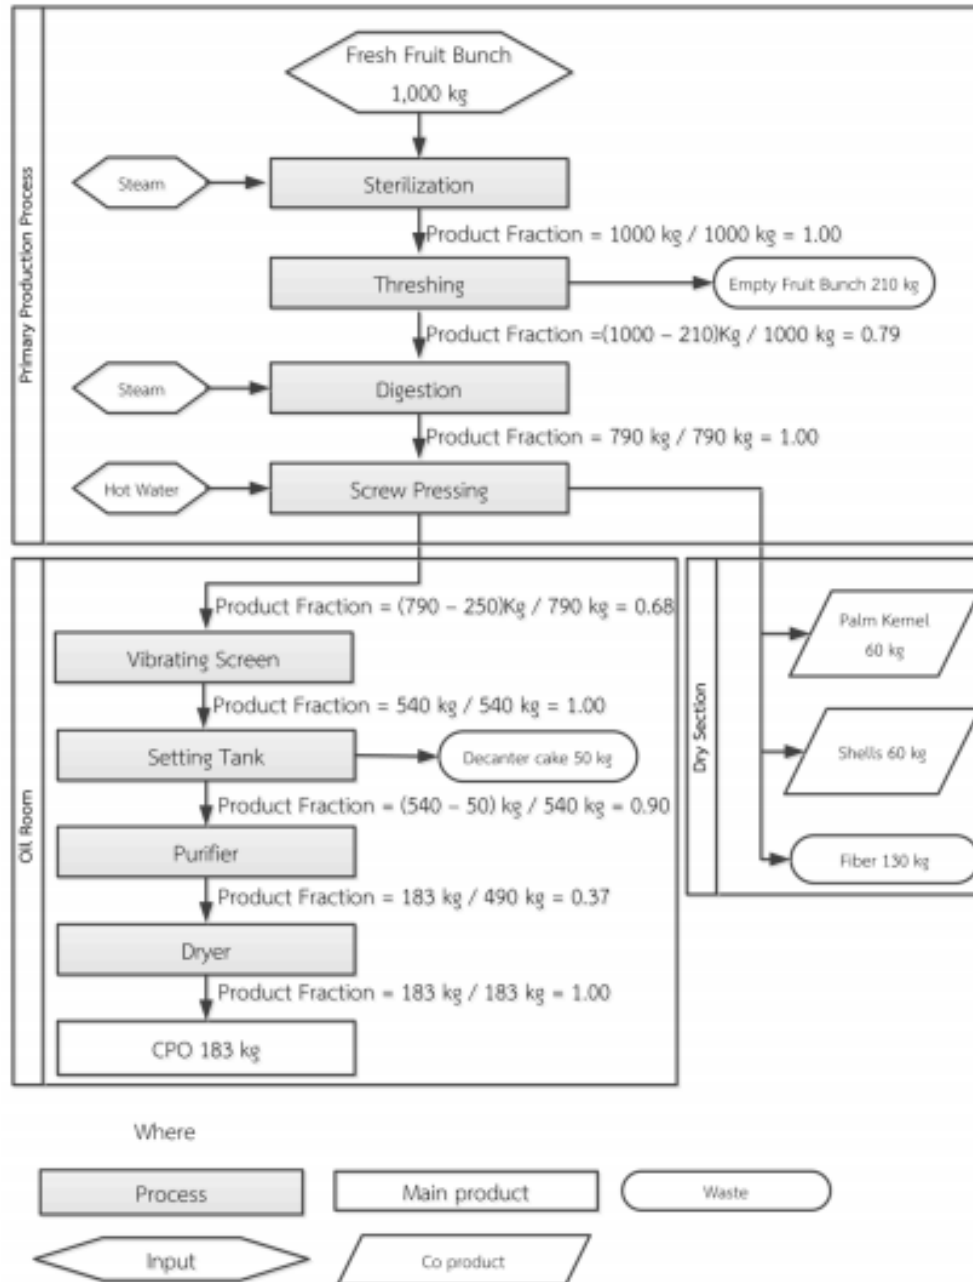 Primary Production Process
Fresh Fruit Bunch
1,000 kg
Steam
Sterilization
Product Fraction = 1000 kg / 1000 kg = 1.00
Threshing
Empty Fruit Bunch 210 kg
Product Fraction =(1000 – 210)Kg / 1000 kg = 0.79
Steam
Digestion
Product Fraction = 790 kg / 790 kg = 1.00
Hot Water
Screw Pressing
Oil Room
Product Fraction = (790 – 250)Kg / 790 kg = 0.68
Vibrating Screen
Product Fraction = 540 kg / 540 kg = 1.00
Setting Tank
Decanter cake 50 kg
Product Fraction = (540 – 50) kg / 540 kg = 0.90
Purifier
Product Fraction = 183 kg / 490 kg = 0.37
Dryer
Product Fraction = 183 kg / 183 kg = 1.00
CPO 183 kg
Dry Section
Palm Kernel
60 kg
Shells 60 kg
Fiber 130 kg
Where
Process
Main product
Waste
Input
Co product